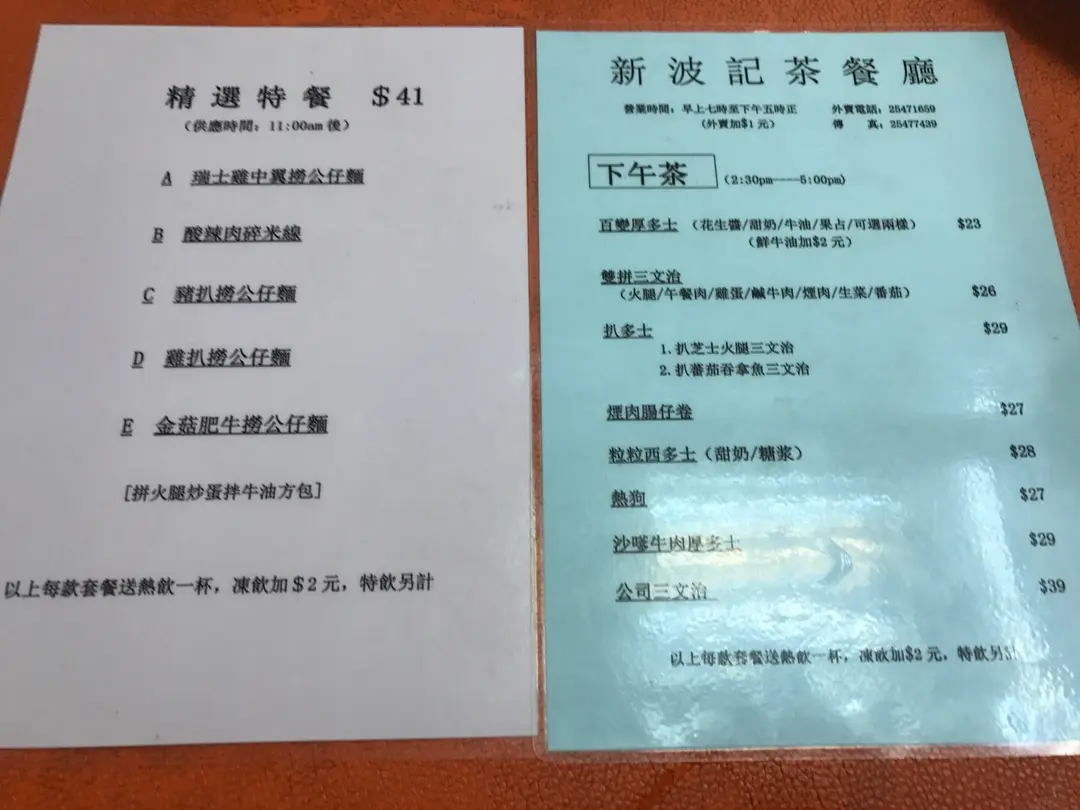 精選特餐 $41
（供應時間：11:00am 後）
A 瑞士雞中翼撈公仔麵
B 酸辣肉碎米線
C 豬扒撈公仔麵
D 雞扒撈公仔麵
E 金菇肥牛撈公仔麵
[拼火腿炒蛋拌牛油方包]
以上每款套餐送熱飲一杯，凍飲加＄2 元，特飲另計
新波記茶餐廳
營業時間：早上七時至下午五時正 外賣電話：25471659
（外賣加$1 元） 傳 真：25477439
下午茶 (2:30pm----5:00pm)
百變厚多士 （花生醬/甜奶/牛油/果占/可選兩樣） $23
（鮮牛油加$2 元）
雙拼三文治
（火腿/午餐肉/雞蛋/鹹牛肉/煙肉/生菜/番茄） $26
扒多士 $29
1. 扒芝士火腿三文治
2. 扒蕃茄吞拿魚三文治
煙肉腸仔卷 $27
粒粒西多士（甜奶/糖浆） $28
熱狗 $27
沙嗲牛肉厚多士 $29
公司三文治 $39
以上每款套餐送熱飲一杯，凍飲加$2 元，特飲另計